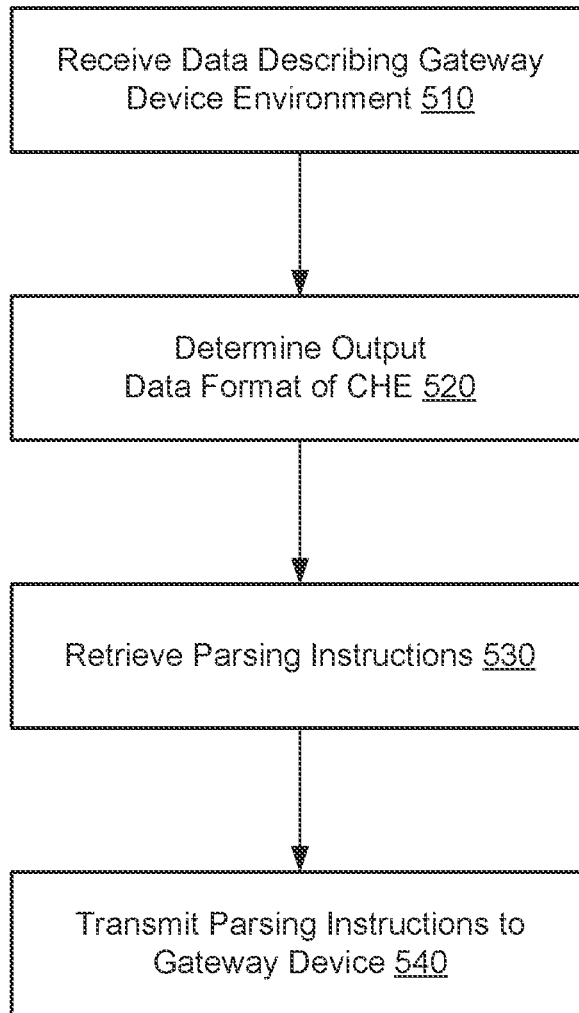 Receive Data Describing Gateway
Device Environment 510
Determine Output
Data Format of CHE 520
Retrieve Parsing Instructions 530
Transmit Parsing Instructions to
Gateway Device 540